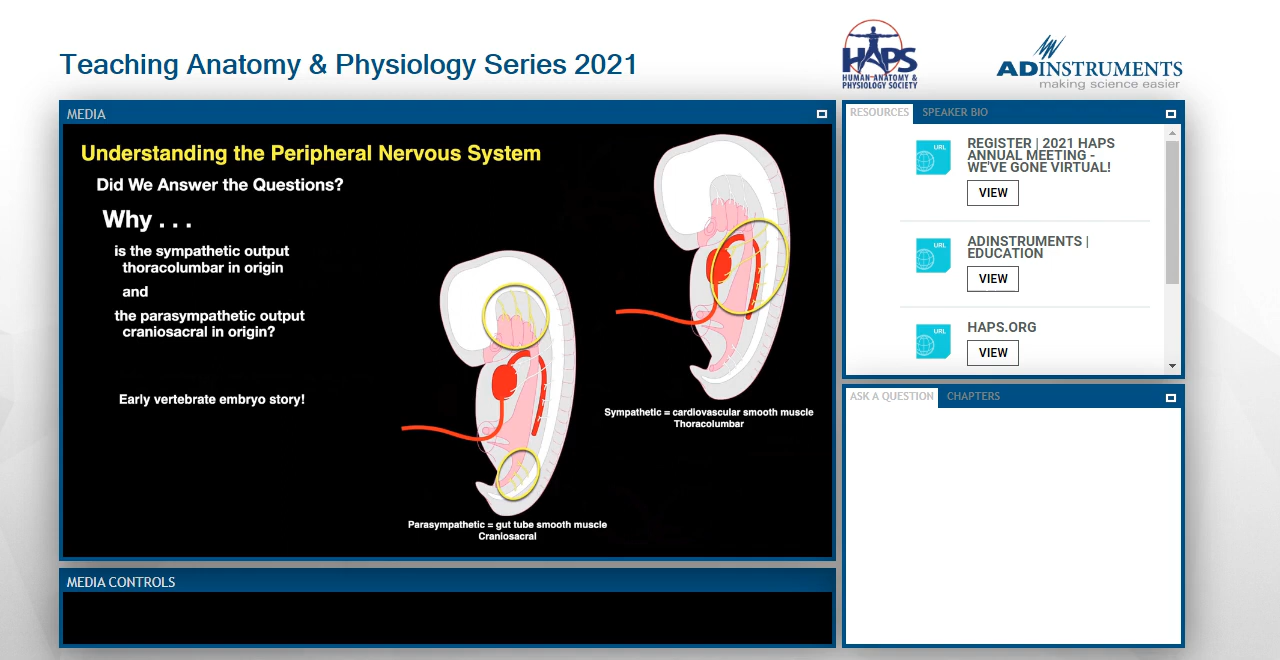 Teaching Anatomy & Physiology Series 2021
HAPS
HUMAN ANATOMY &
PHYSIOLOGY SOCIETY
ADINSTRUMENTS
making science easier
MEDIA
Understanding the Peripheral Nervous System
Did We Answer the Questions?
Why . . .
is the sympathetic output
thoracolumbar in origin
and
the parasympathetic output
craniosacral in origin?
Early vertebrate embryo story!
Sympathetic = cardiovascular smooth muscle
Thoracolumbar
Parasympathetic = gut tube smooth muscle
Craniosacral
MEDIA CONTROLS
RESOURCES
SPEAKER BIO
URL
REGISTER | 2021 HAPS
ANNUAL MEETING -
WE'VE GONE VIRTUAL!
VIEW
URL
ADINSTRUMENTS |
EDUCATION
VIEW
URL
HAPS.ORG
VIEW
ASK A QUESTION
CHAPTERS